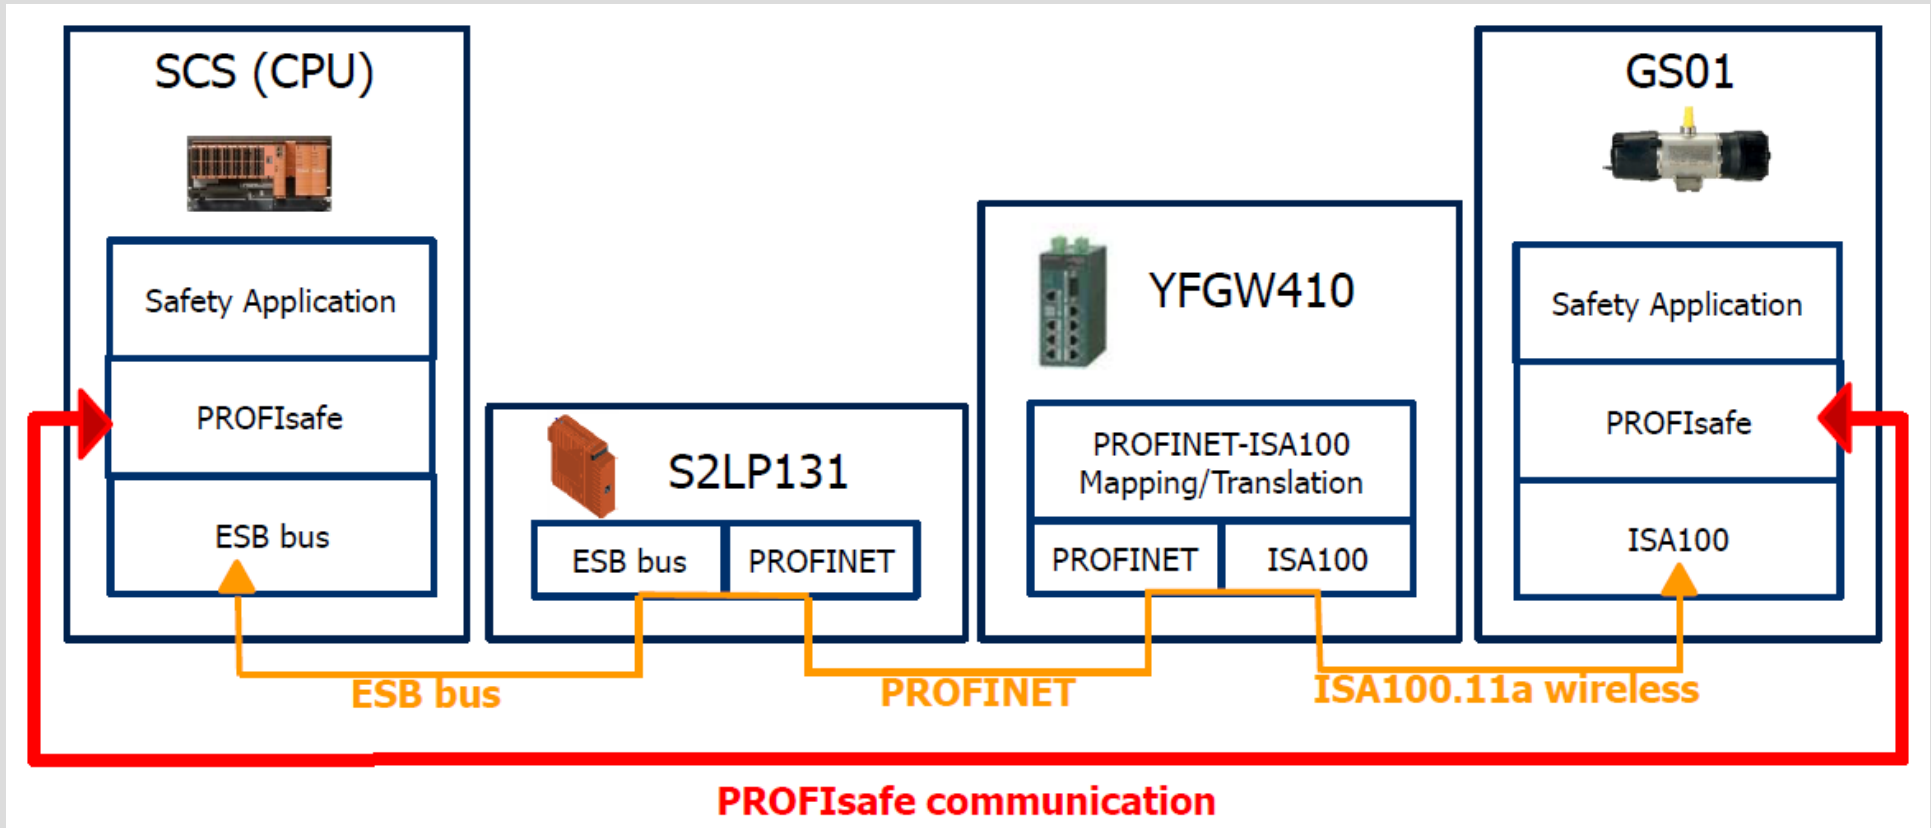 SCS (CPU)
Safety Application
PROFIsafe
ESB bus
S2LP131
ESB bus
PROFINET
YFGW410
PROFINET-ISA100
Mapping/Translation
PROFINET
ISA100
GS01
Safety Application
PROFIsafe
ISA100
ESB bus
PROFINET
ISA100.11a wireless
PROFIsafe communication